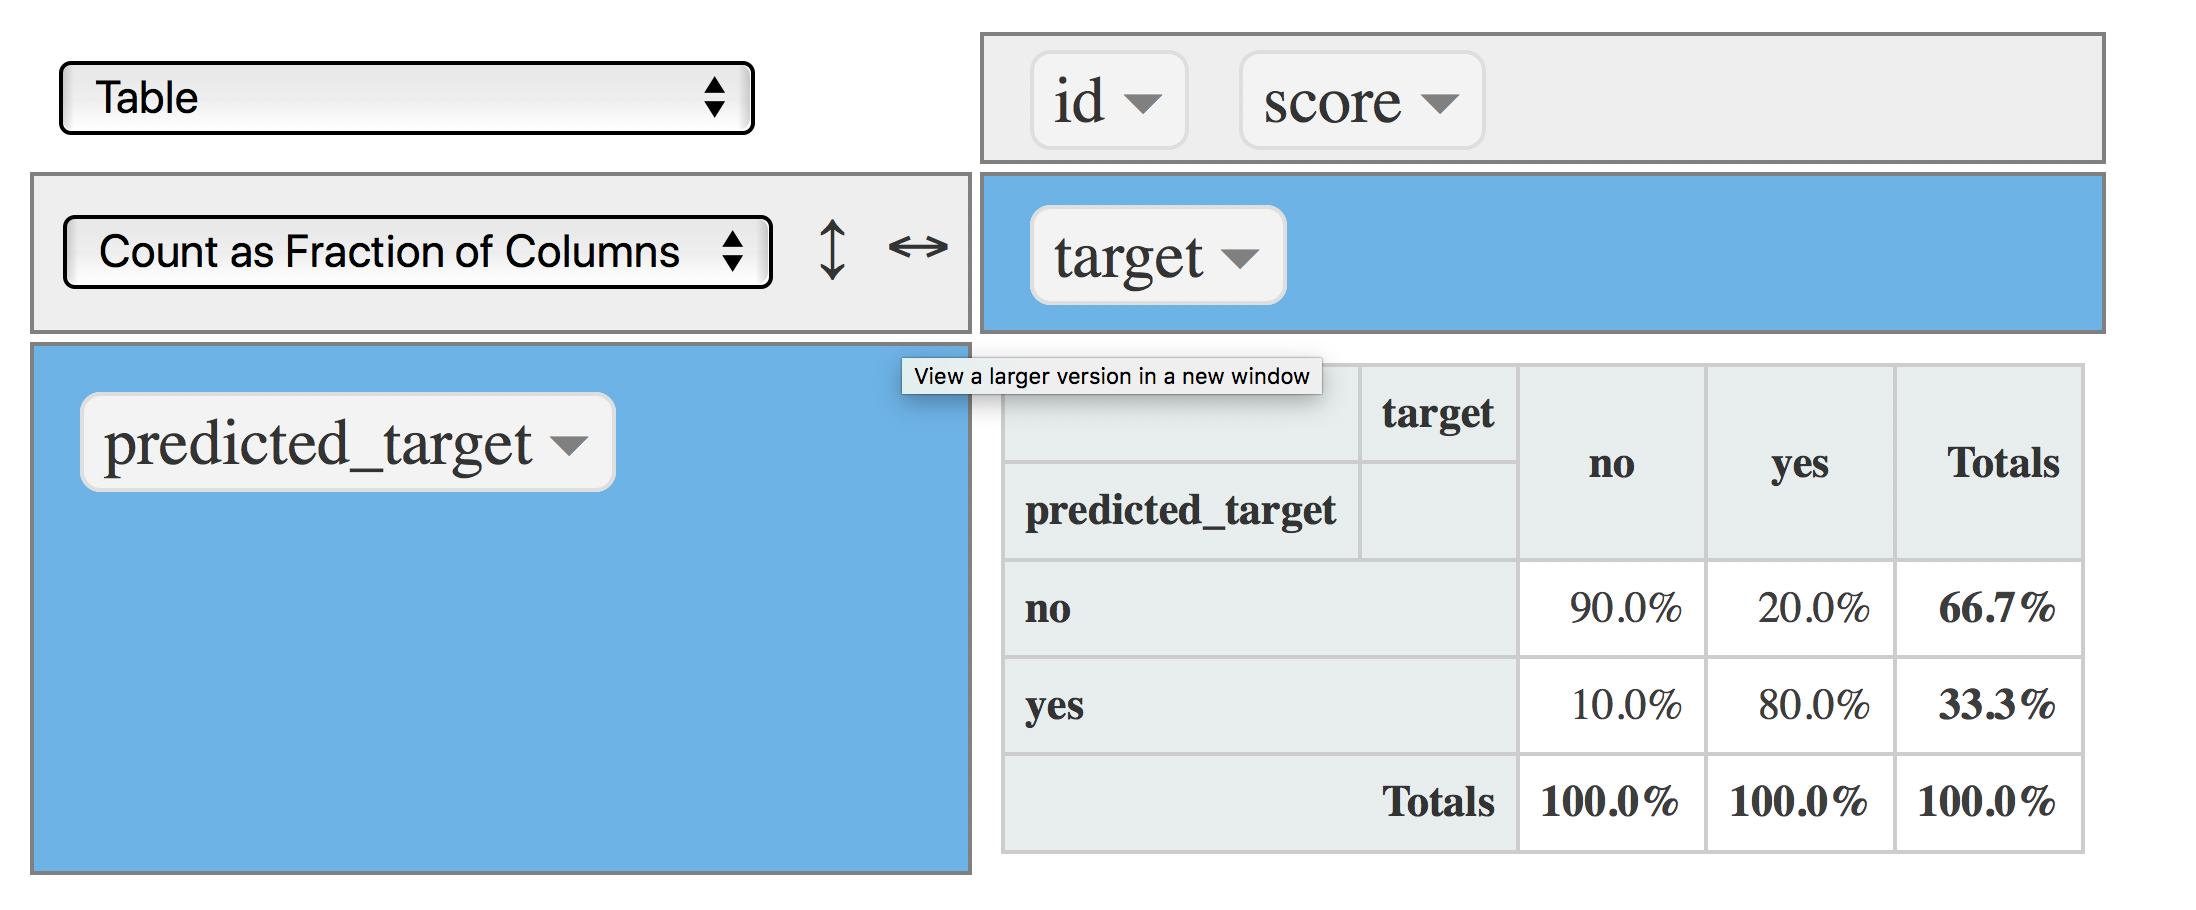 Table
id score
Count as Fraction of Columns ↕ ↔
target
predicted_target
View a larger version in a new window
target no yes Totals
predicted_target
no 90.0% 20.0% 66.7%
yes 10.0% 80.0% 33.3%
Totals 100.0% 100.0% 100.0%